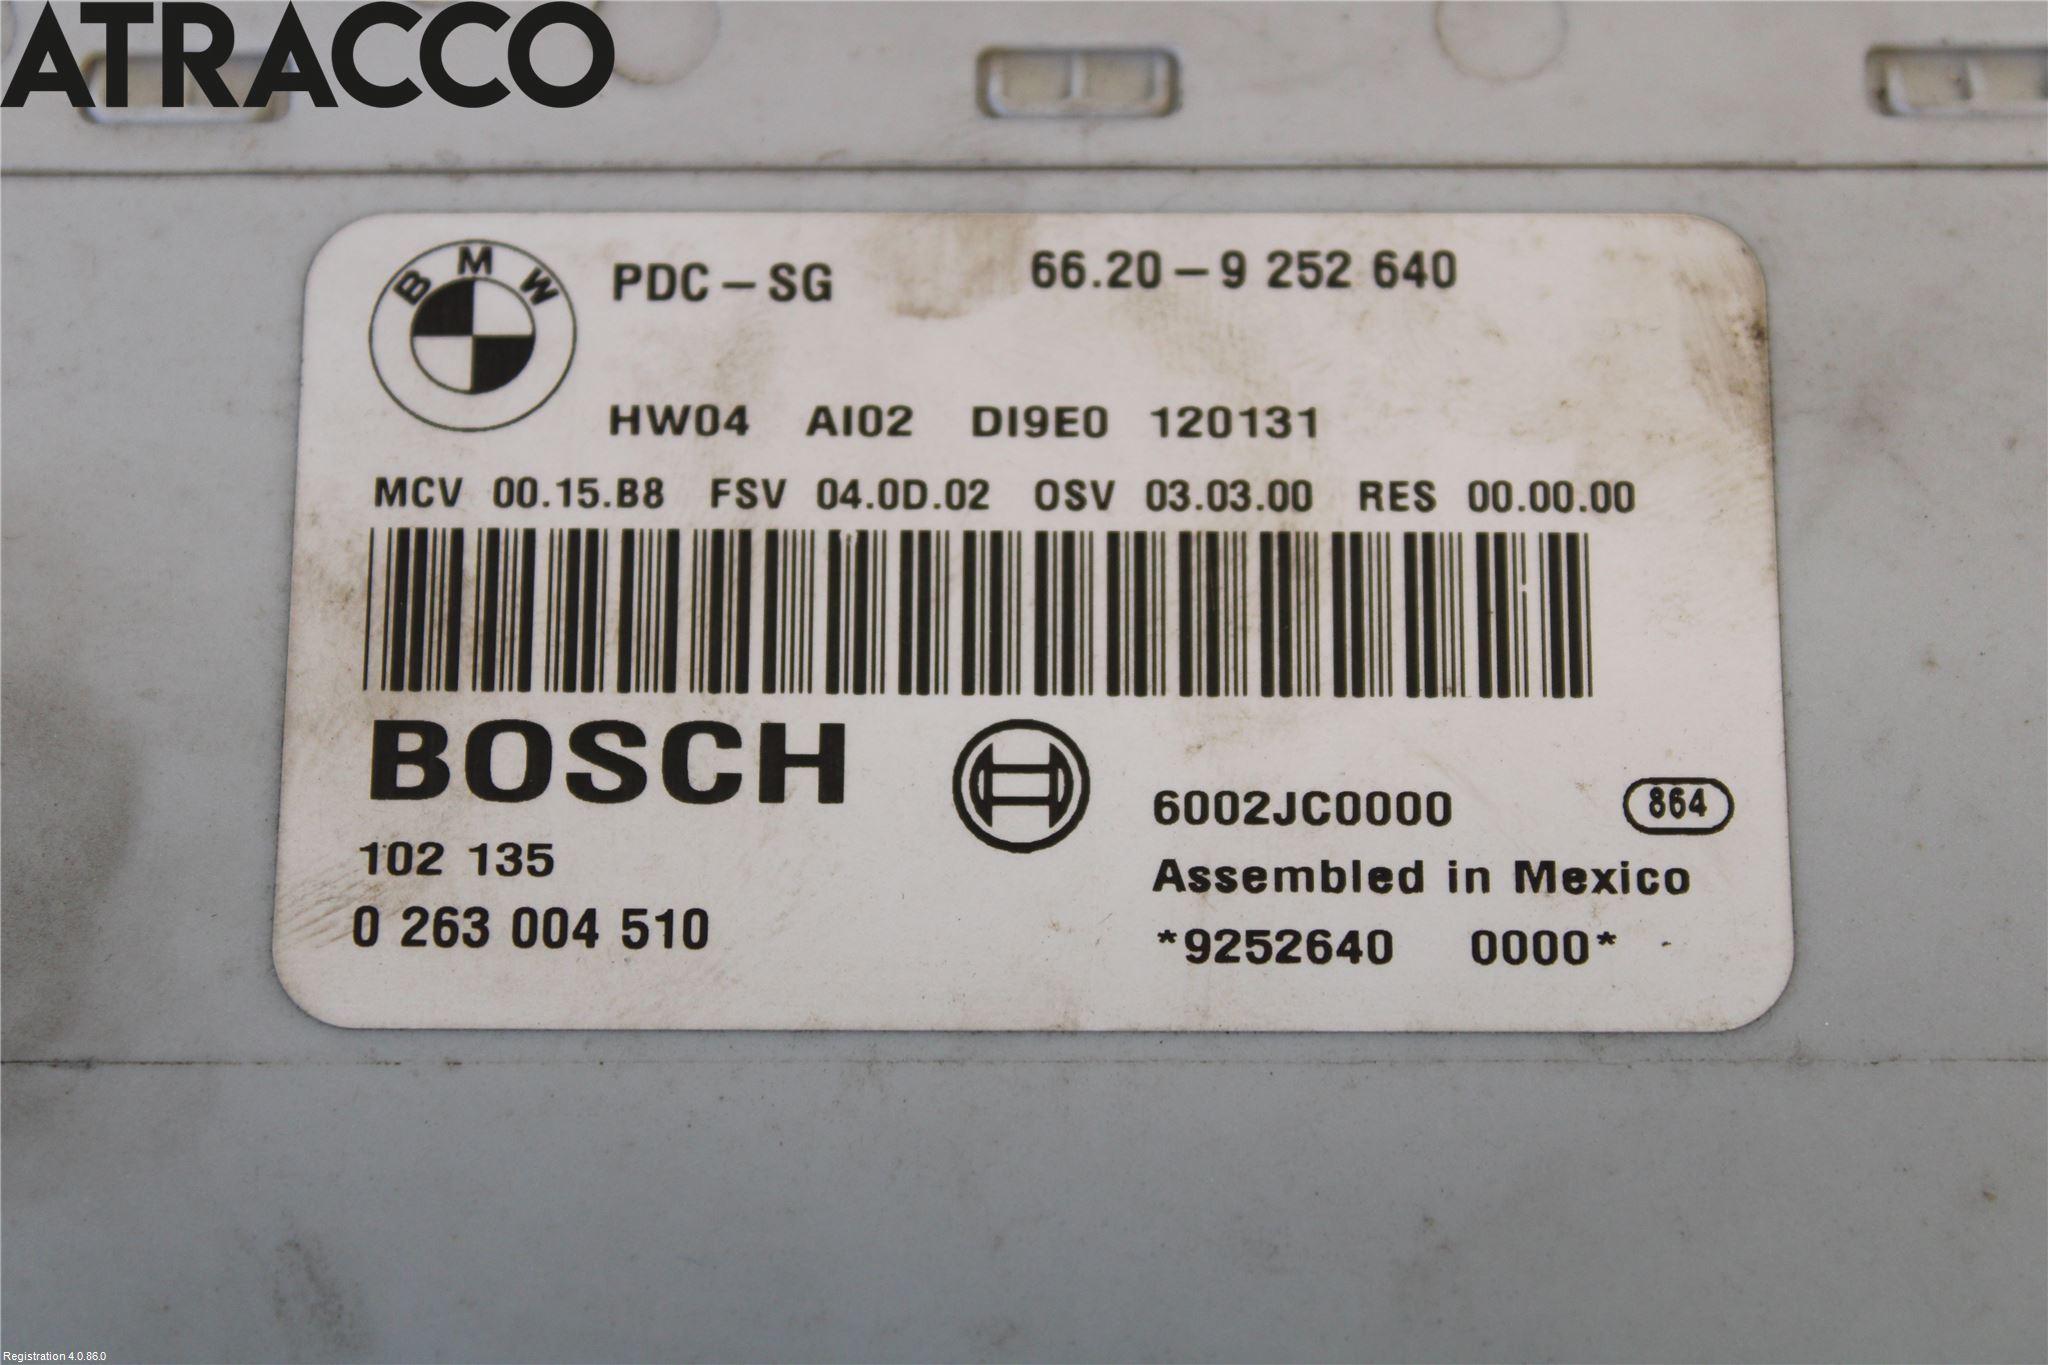 ATRACCO
BMW
PDC-SG 66.20-9 252 640
HW04 AI02 DI9E0 120131
MCV 00.15.B8 FSV 04.0D.02 OSV 03.03.00 RES 00.00.00
BOSCH
6002JC0000 864
102 135
Assembled in Mexico
0 263 004 510
*9252640 0000*
Registration 4.0.86.0